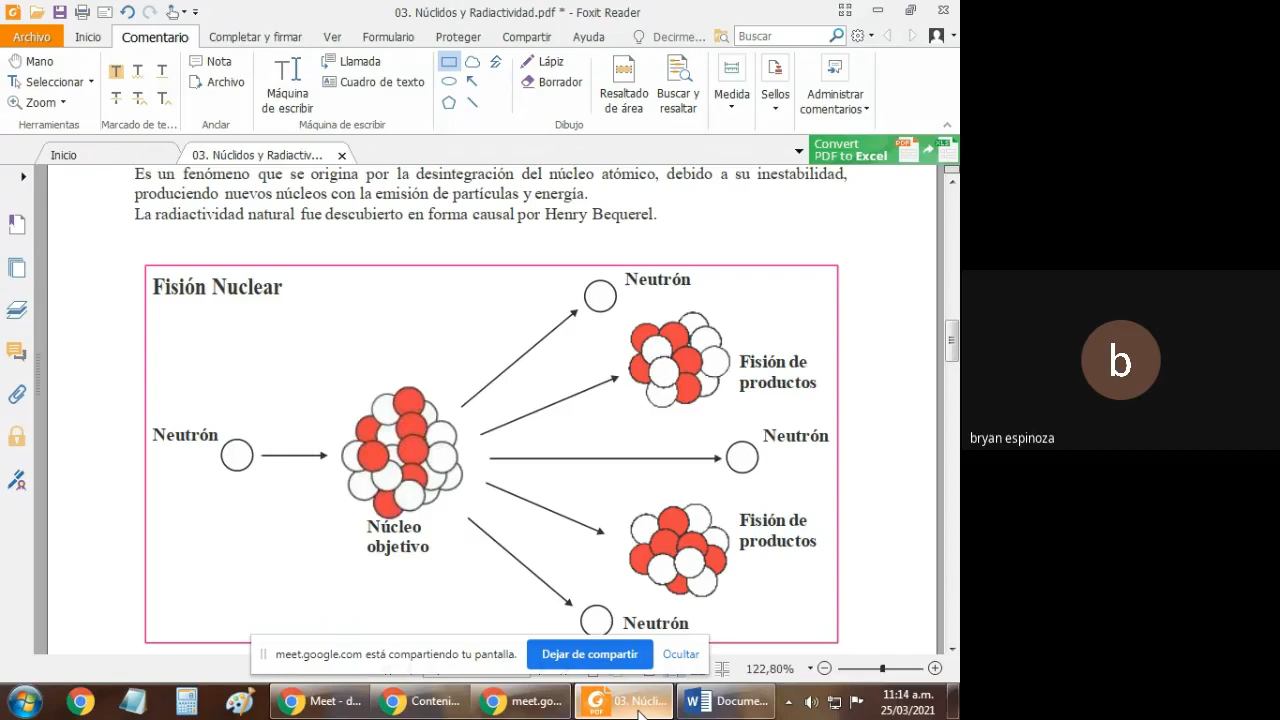 03. Núclidos y Radiactividad.pdf * - Foxit Reader
Archivo Inicio Comentario Completar y firmar Ver Formulario Proteger Compartir Ayuda Decirme... Buscar
Mano
Seleccionar
Zoom
Herramientas
Marcado de te...
Nota
Archivo
Anclar
Máquina
de escribir
Llamada
Cuadro de texto
Máquina de escribir
Lápiz
Borrador
Dibujo
Resaltado
de área
Buscar y
resaltar
Medida
Sellos
Administrar
comentarios
Inicio
03. Núclidos y Radiactiv...
Convert
PDF to Excel
Es un fenómeno que se origina por la desintegración del núcleo atómico, debido a su inestabilidad,
produciendo nuevos núcleos con la emisión de partículas y energía.
La radiactividad natural fue descubierto en forma causal por Henry Bequerel.
Fisión Nuclear
Neutrón
Fisión de
productos
Neutrón
Neutrón
Núcleo
objetivo
Fisión de
productos
Neutrón
meet.google.com está compartiendo tu pantalla.
Dejar de compartir
Ocultar
122,80%
b
bryan espinoza
Meet - d...
Conteni...
meet.go...
03. Núcli...
Docume...
11:14 a.m.
25/03/2021